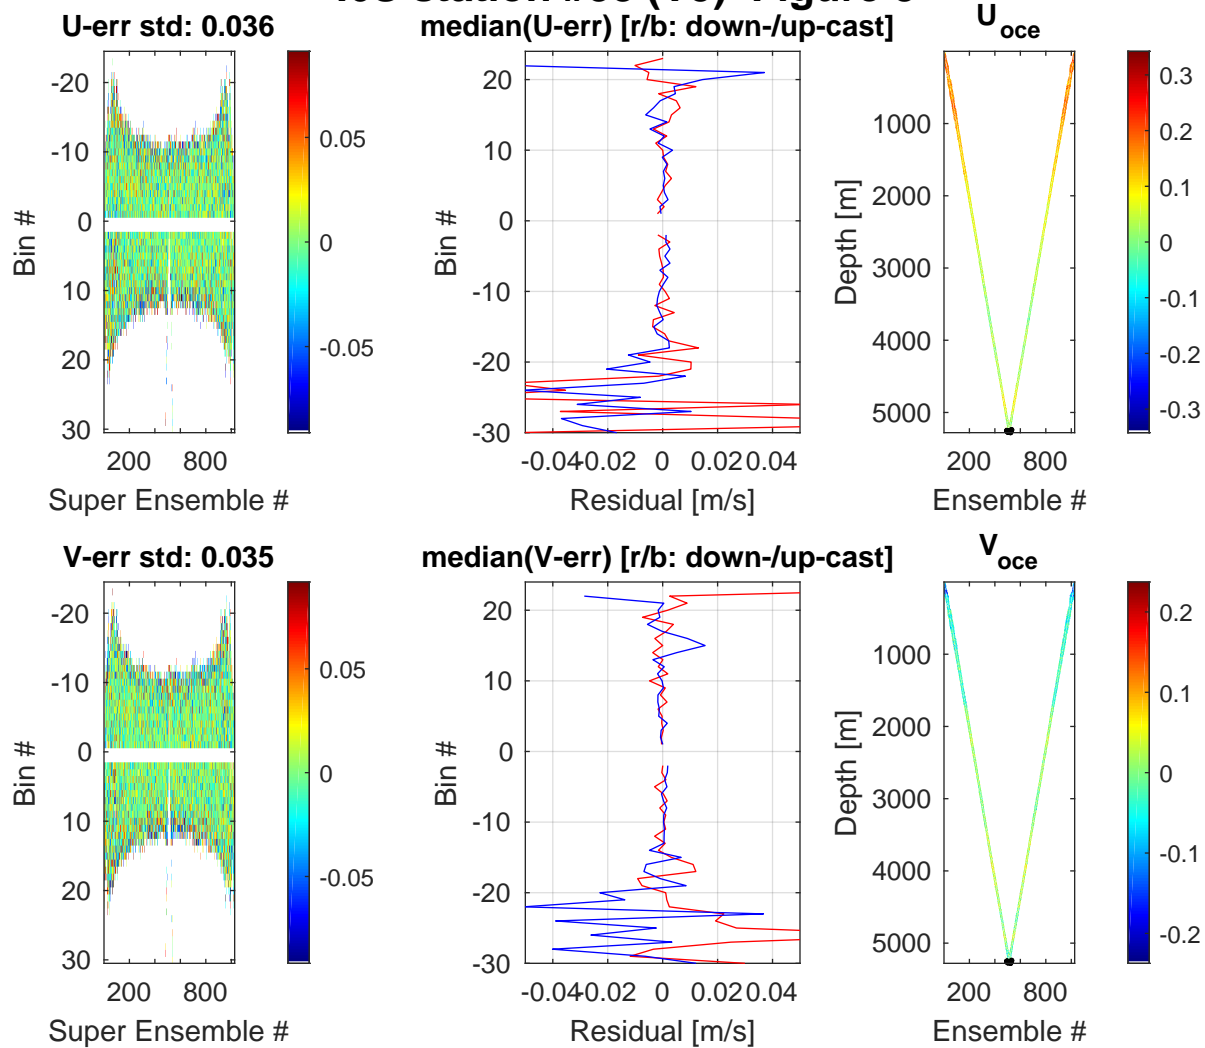 U-err std: 0.036
median(U-err) [r/b: down-/up-cast]
U_oce
-20
-10
0
10
20
30
Bin #
200 800
Super Ensemble #
0.05
0
-0.05
20
10
0
-10
-20
-30
Bin #
-0.04 -0.02 0 0.02 0.04
Residual [m/s]
1000
2000
3000
4000
5000
Depth [m]
200 800
Ensemble #
0.3
0.2
0.1
0
-0.1
-0.2
-0.3
V-err std: 0.035
median(V-err) [r/b: down-/up-cast]
V_oce
-20
-10
0
10
20
30
Bin #
200 800
Super Ensemble #
0.05
0
-0.05
20
10
0
-10
-20
-30
Bin #
-0.04 -0.02 0 0.02 0.04
Residual [m/s]
1000
2000
3000
4000
5000
Depth [m]
200 800
Ensemble #
0.2
0.1
0
-0.1
-0.2